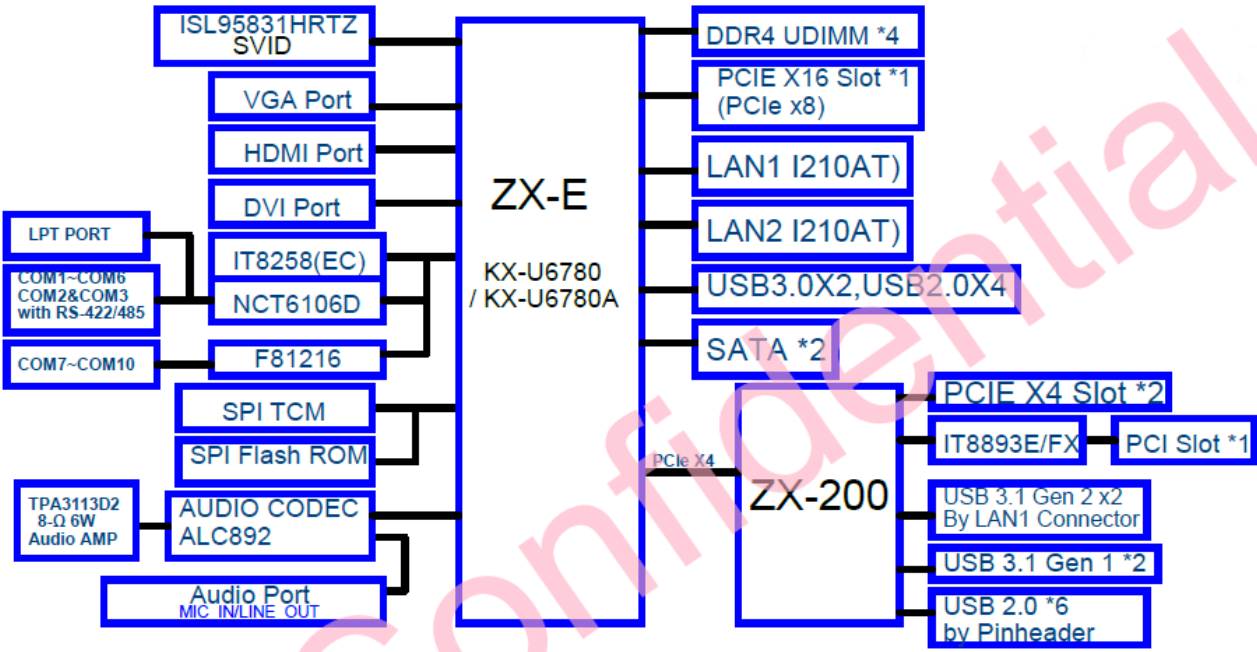 ISL95831HRTZ
SVID
VGA Port
HDMI Port
DVI Port
LPT PORT
IT8258(EC)
COM1~COM6
COM2&COM3
with RS-422/485
NCT6106D
COM7~COM10
F81216
SPI TCM
SPI Flash ROM
TPA3113D2
8-Ω 6W
Audio AMP
AUDIO CODEC
ALC892
Audio Port
MIC IN/LINE OUT
ZX-E
KX-U6780
/ KX-U6780A
DDR4 UDIMM *4
PCIE X16 Slot *1
(PCIe x8)
LAN1 I210AT)
LAN2 I210AT)
USB3.0X2,USB2.0X4
SATA *2
PCIe X4
ZX-200
PCIE X4 Slot *2
IT8893E/FX
PCI Slot *1
USB 3.1 Gen 2 x2
By LAN1 Connector
USB 3.1 Gen 1 *2
USB 2.0 *6
by Pinheader
Confidential